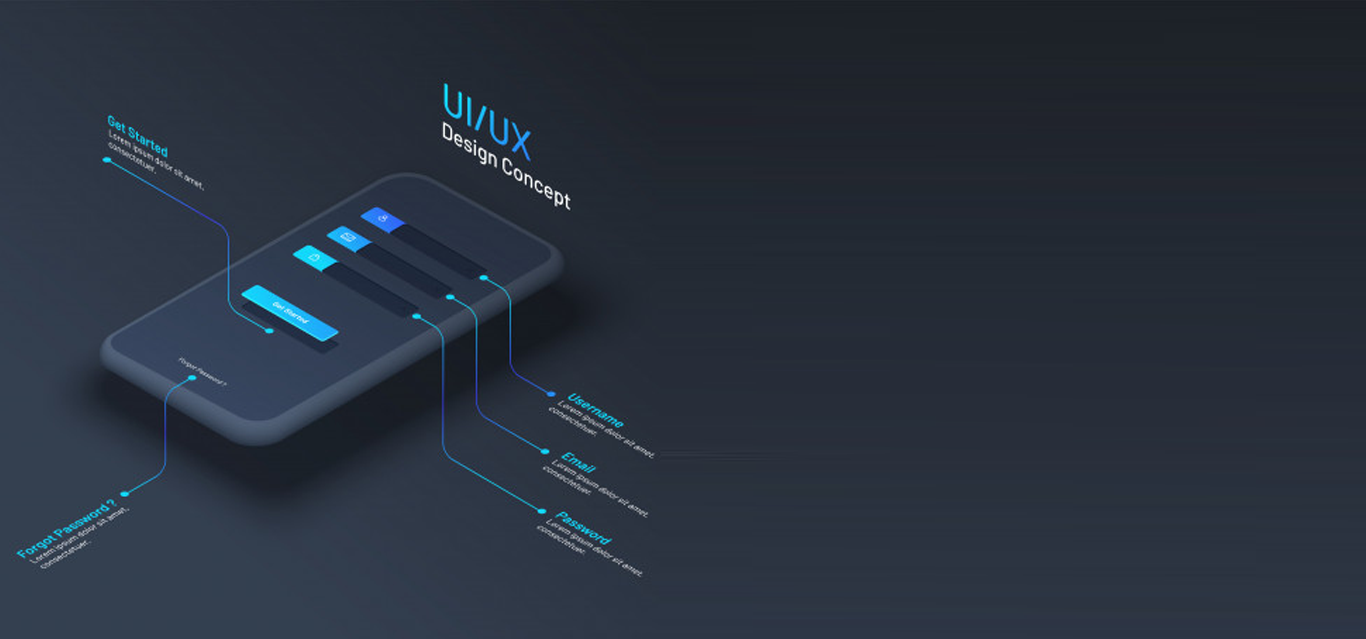 UI/UX
Design Concept
Get Started
Lorem ipsum dolor sit amet,
consectetuer.
Get Started
Forgot Password ?
Username
Lorem ipsum dolor sit amet,
consectetuer.
Email
Lorem ipsum dolor sit amet,
consectetuer.
Password
Lorem ipsum dolor sit amet,
consectetuer.
Forgot Password ?
Lorem ipsum dolor sit amet,
consectetuer.